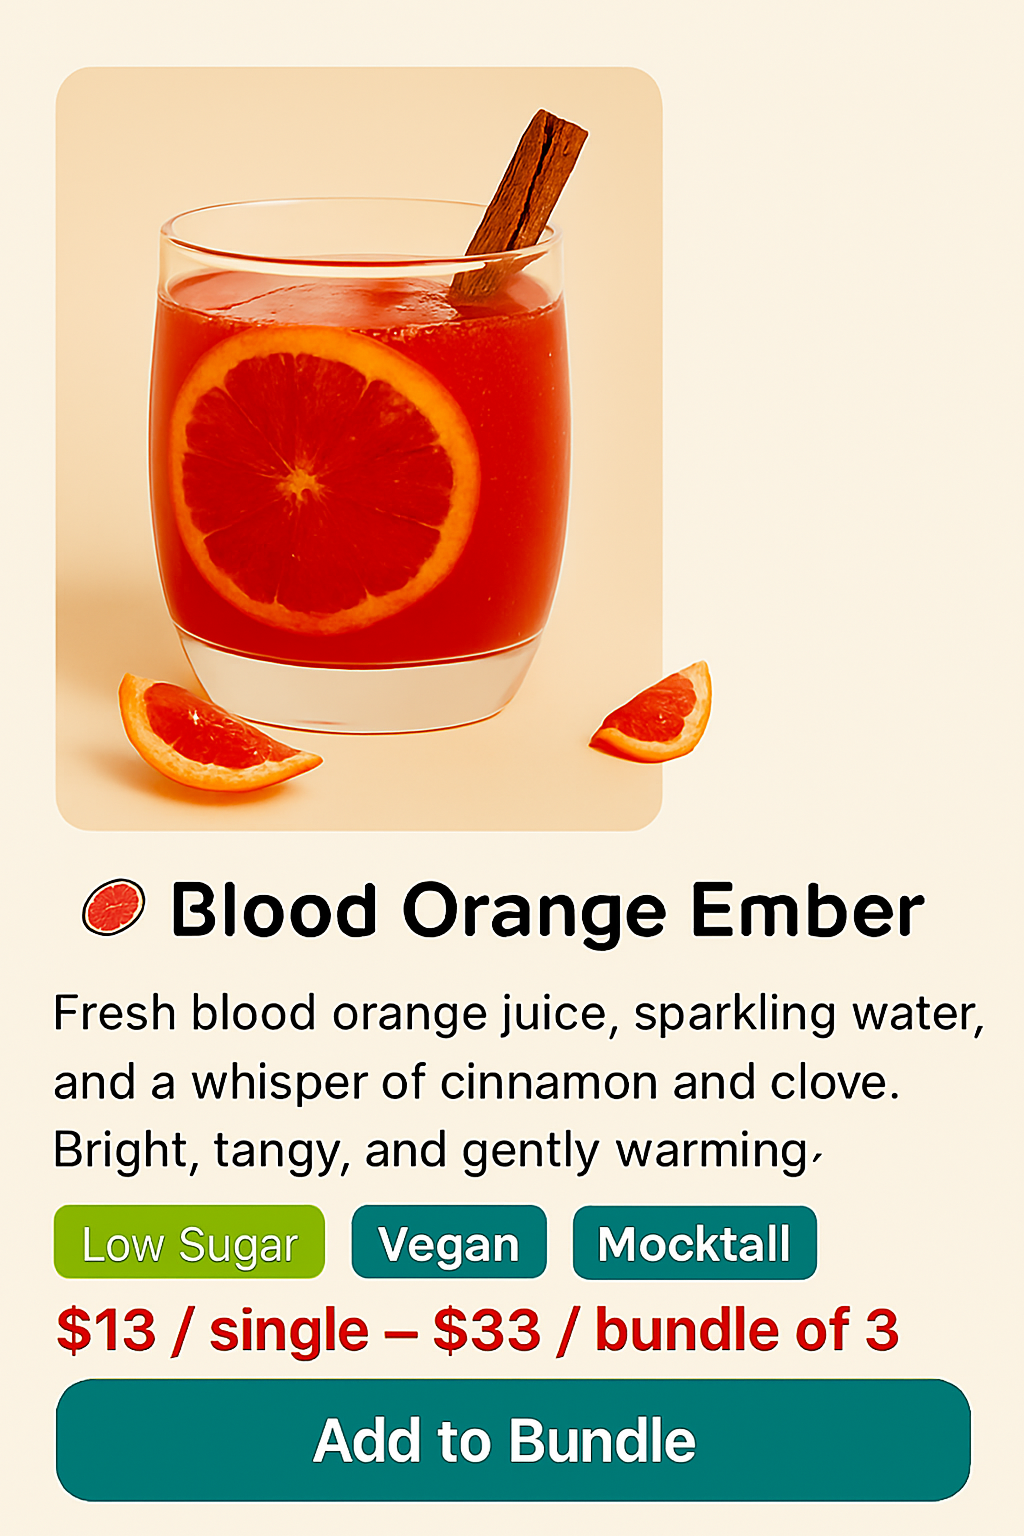 Blood Orange Ember
Fresh blood orange juice, sparkling water,
and a whisper of cinnamon and clove.
Bright, tangy, and gently warming,
Low Sugar
Vegan
Mocktall
$13 / single – $33 / bundle of 3
Add to Bundle